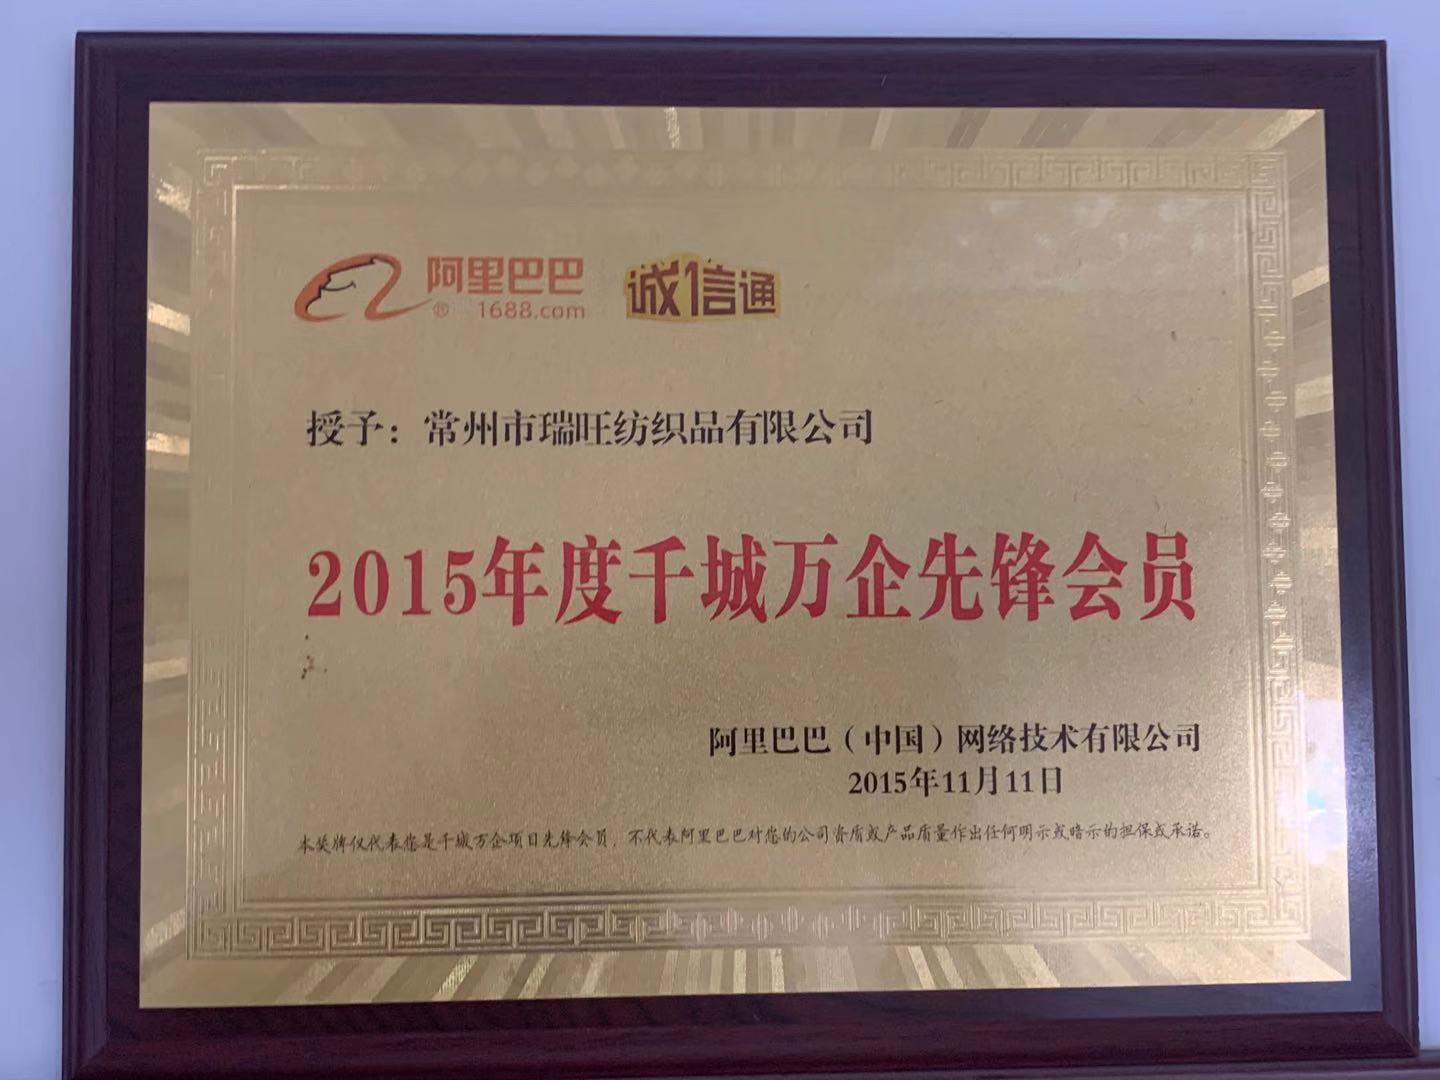 阿里巴巴 诚信通
® 1688.com
授予：常州市瑞旺纺织品有限公司
2015年度千城万企先锋会员
阿里巴巴（中国）网络技术有限公司
2015年11月11日
本奖牌仅代表您是千城万企项目先锋会员，不代表阿里巴巴对您的公司资质或产品质量作出任何明示或暗示的担保或承诺。